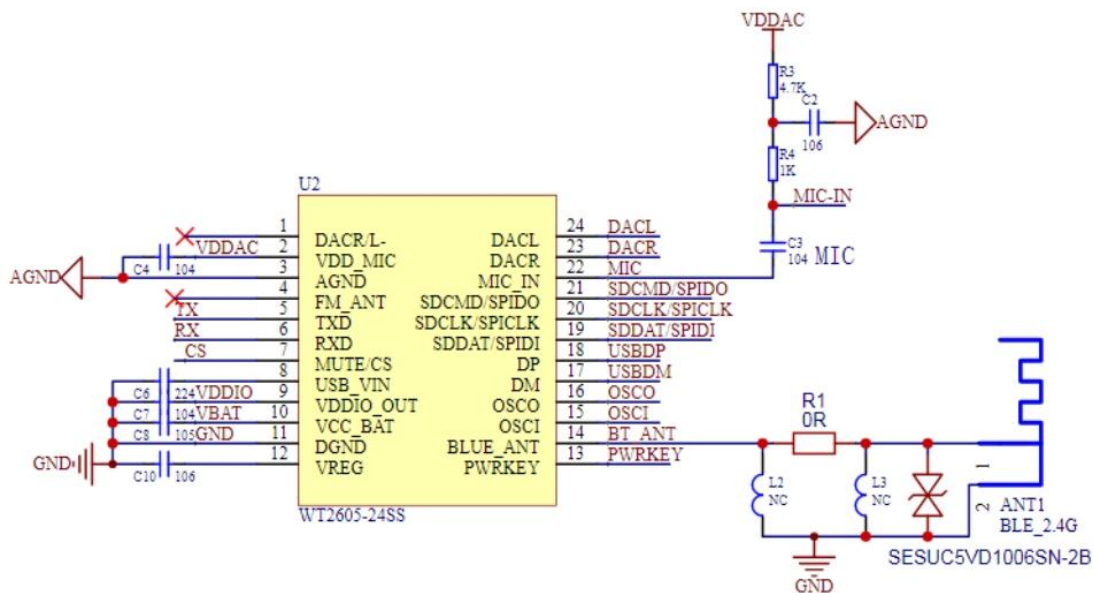 VDDAC
R3
4.7K
C2
AGND
106
R4
1K
MIC-IN
C3
104 MIC
U2
1 DACR/L- DACL 24 DACL
VDDAC 2 VDD_MIC DACR 23 DACR
C4 104
AGND 3 AGND MIC_IN 22 MIC
4 FM_ANT SDCMD/SPIDO 21 SDCMD/SPIDO
TX 5 TXD SDCLK/SPICLK 20 SDCLK/SPICLK
RX 6 RXD SDDAT/SPIDI 19 SDDAT/SPIDI
CS 7 MUTE/CS DP 18 USBDP
8 USB_VIN DM 17 USBDM
C6 224 VDDIO 9 VDDIO_OUT OSCO 16 OSCO
C7 104 VBAT 10 VCC_BAT OSCI 15 OSCI
C8 105 GND 11 DGND BLUE_ANT 14 BT_ANT
GND 12 VREG PWRKEY 13 PWRKEY
C10 106
WT2605-24SS
R1
0R
L2
NC
L3
NC
1
2
ANT1
BLE_2.4G
SESUC5VD1006SN-2B
GND